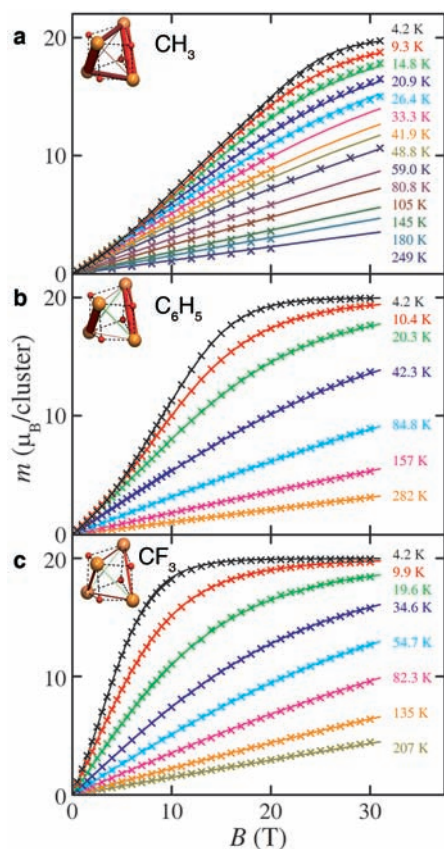 a
CH3
20
10
0
4.2 K
9.3 K
14.8 K
20.9 K
26.4 K
33.3 K
41.9 K
48.8 K
59.0 K
80.8 K
105 K
145 K
180 K
249 K
b
C6H5
20
10
0
4.2 K
10.4 K
20.3 K
42.3 K
84.8 K
157 K
282 K
m (μB/cluster)
c
CF3
20
10
0
4.2 K
9.9 K
19.6 K
34.6 K
54.7 K
82.3 K
135 K
207 K
0 10 20 30
B (T)